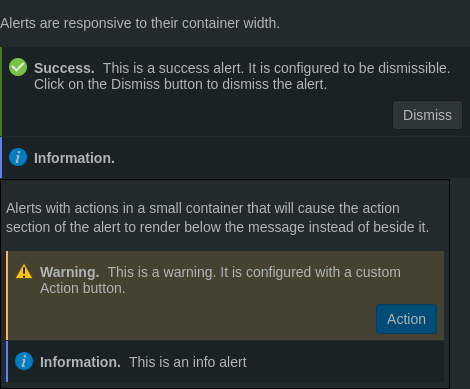 Alerts are responsive to their container width.
Success. This is a success alert. It is configured to be dismissible.
Click on the Dismiss button to dismiss the alert.
Dismiss
Information.
Alerts with actions in a small container that will cause the action
section of the alert to render below the message instead of beside it.
Warning. This is a warning. It is configured with a custom
Action button.
Action
Information. This is an info alert